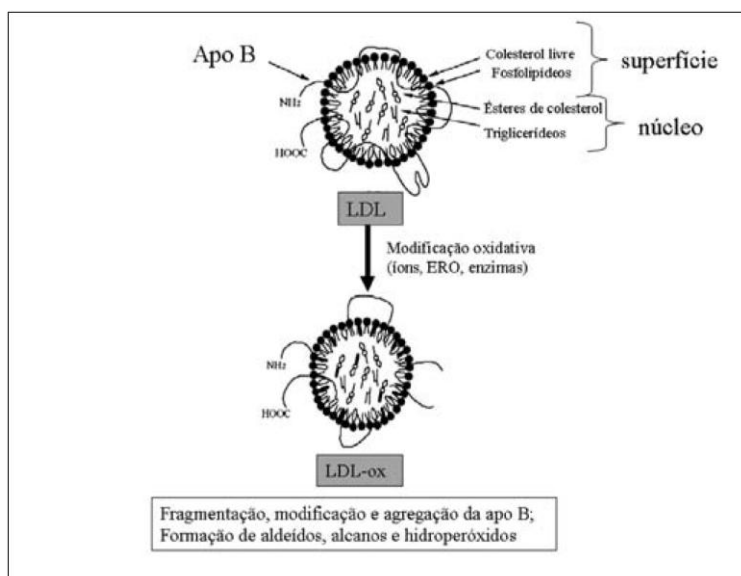 Apo B
Colesterol livre
Fosfolipídeos
superfície
NH2
Ésteres de colesterol
HOOC
Triglicerídeos
núcleo
LDL
Modificação oxidativa
(íons, ERO, enzimas)
NH2
HOOC
LDL-ox
Fragmentação, modificação e agregação da apo B;
Formação de aldeídos, alcanos e hidroperóxidos